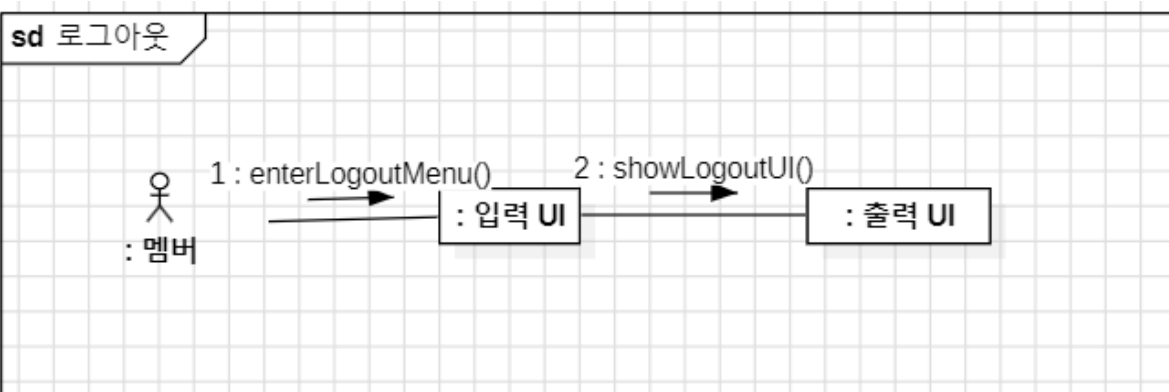 sd 로그아웃
1 : enterLogoutMenu()
2 : showLogoutUI()
: 멤버
: 입력 UI
: 출력 UI